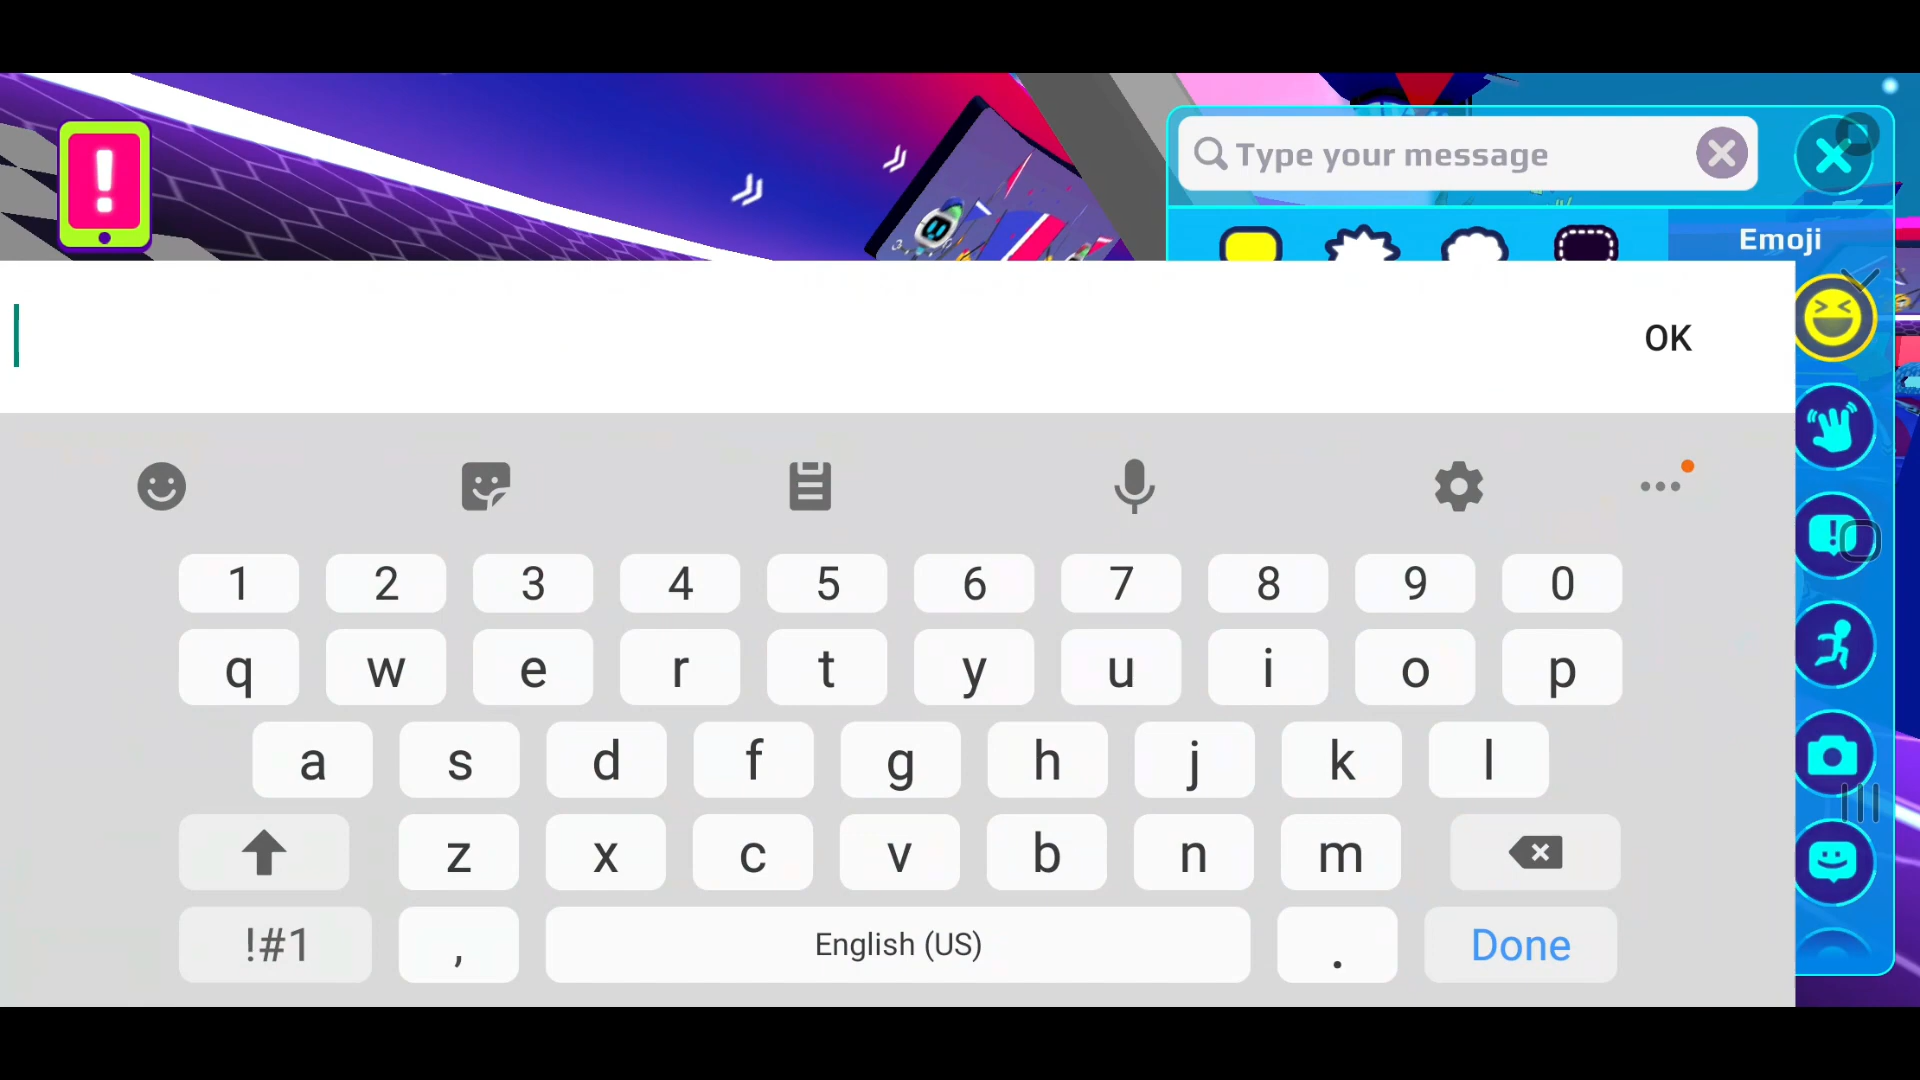 Type your message
Emoji
OK
1 2 3 4 5 6 7 8 9 0
q w e r t y u i o p
a s d f g h j k l
z x c v b n m
!#1 , English (US) . Done